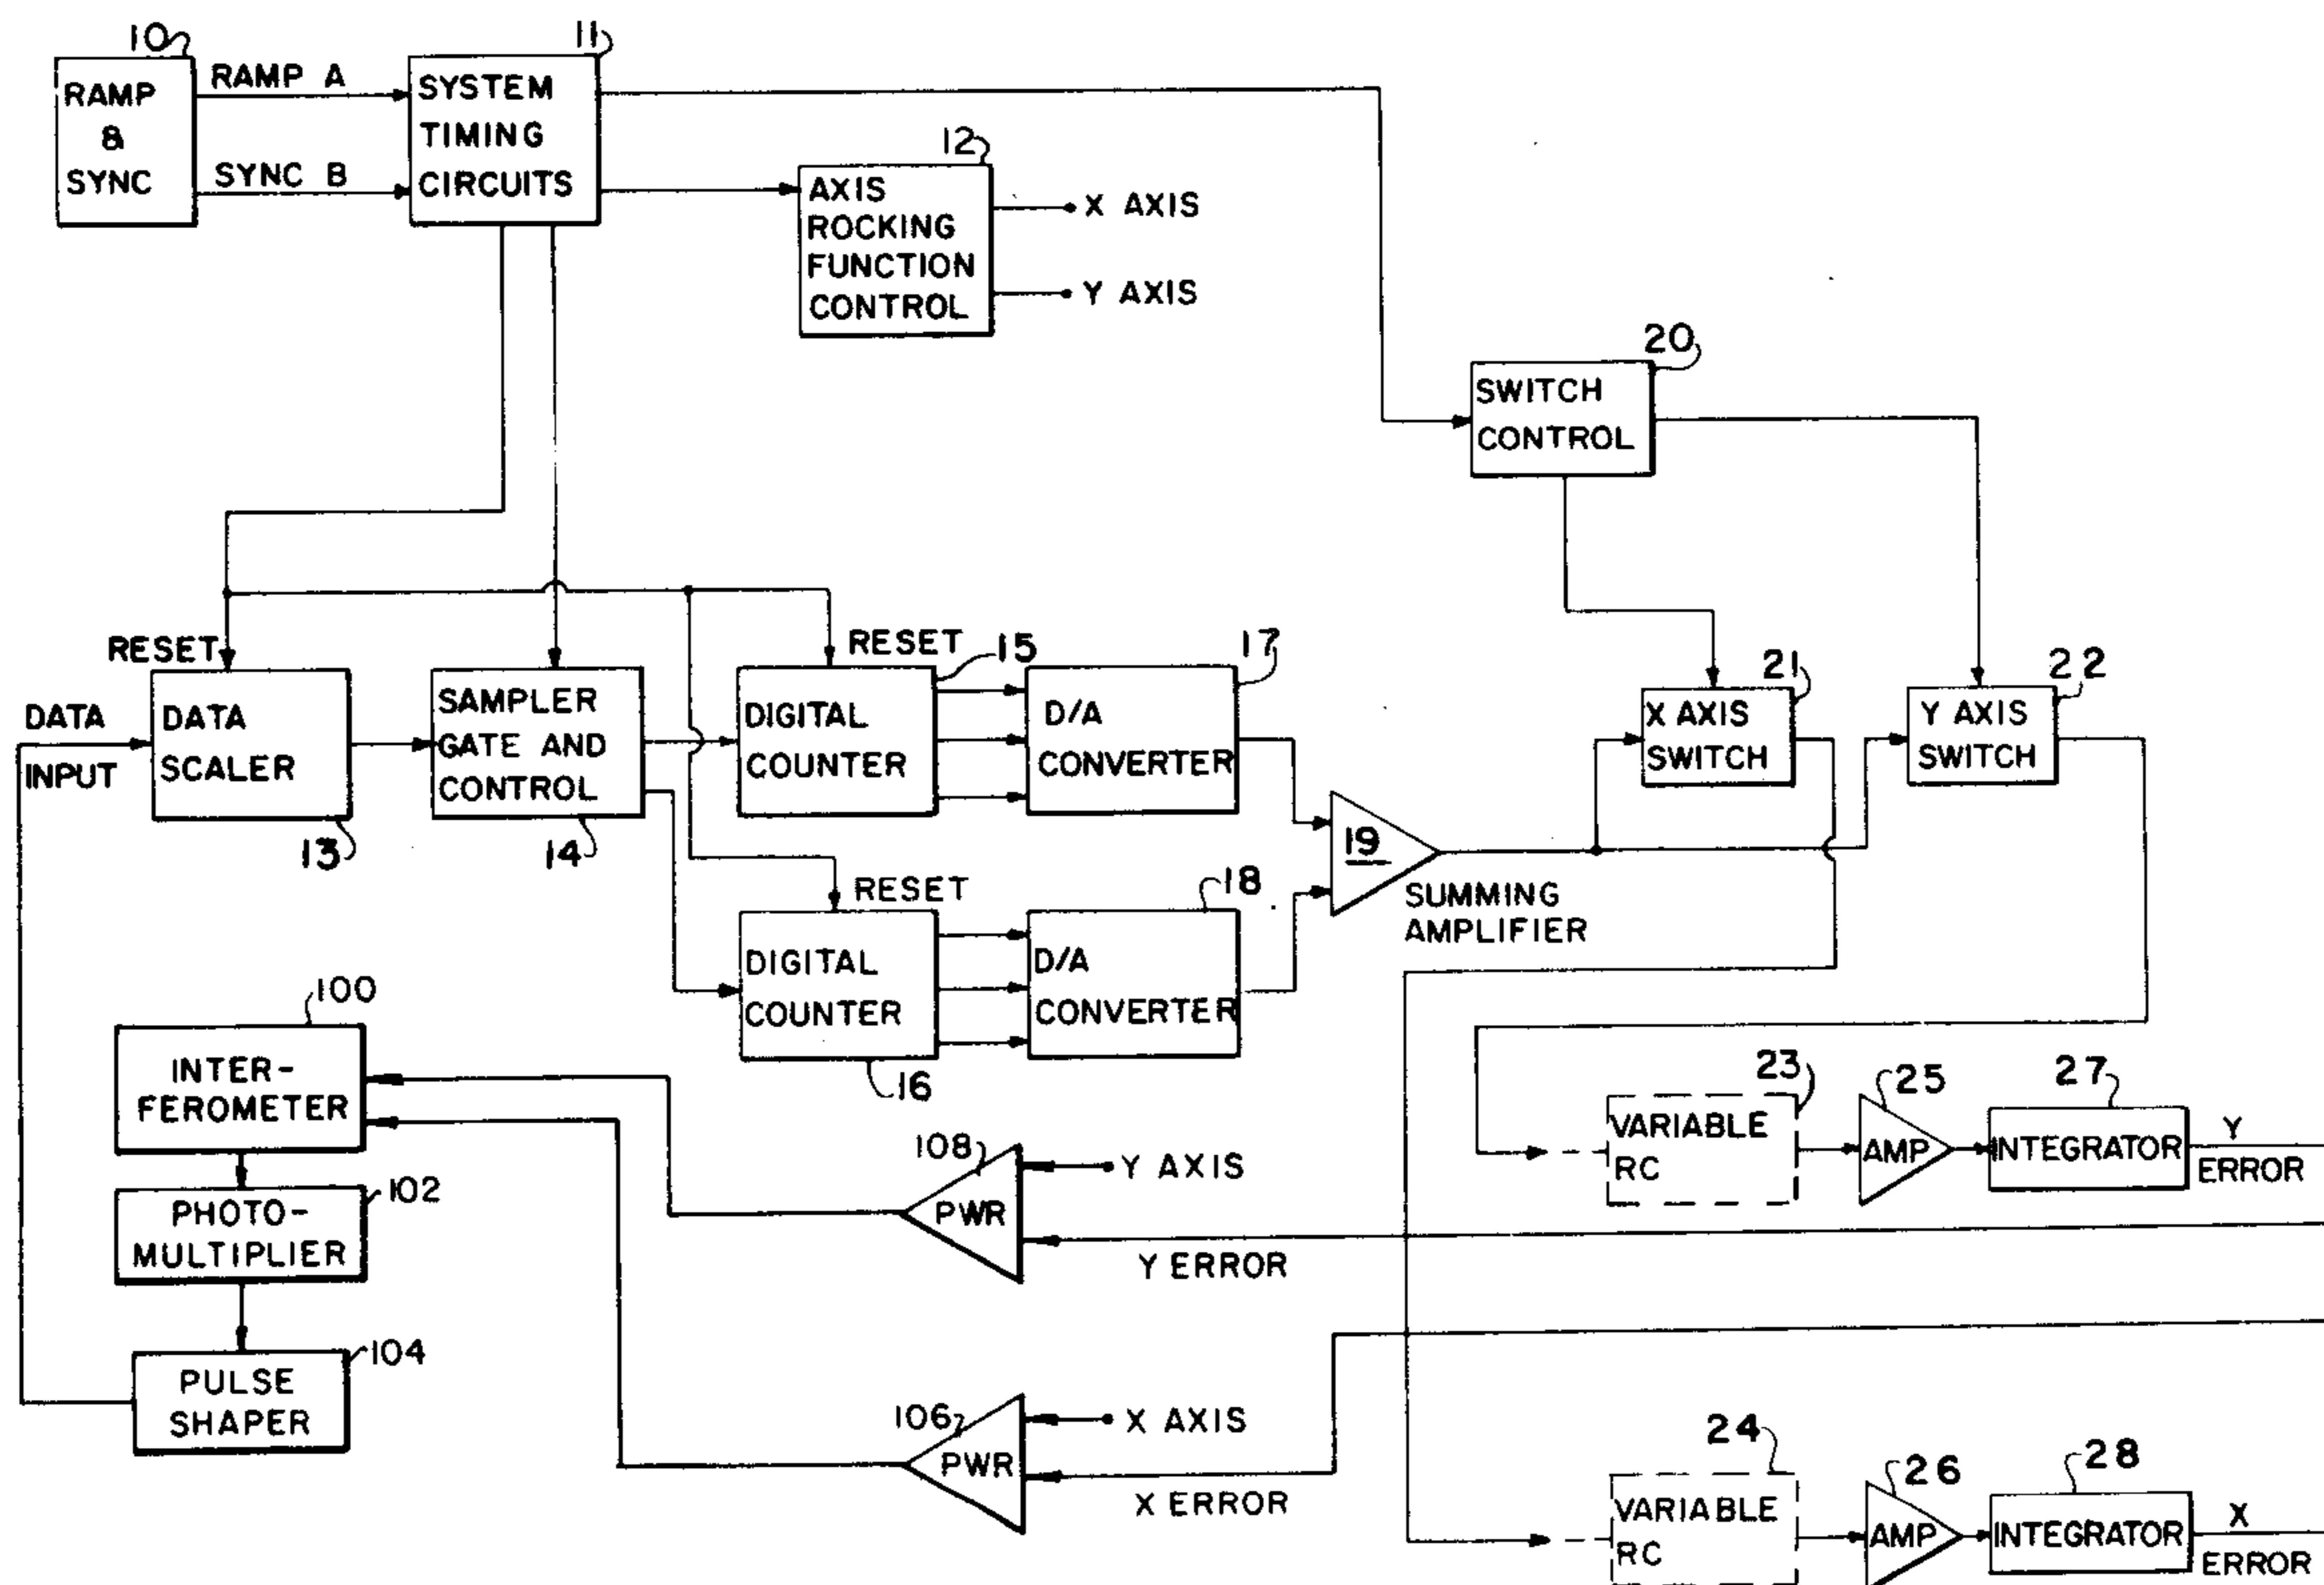 10
RAMP
&
SYNC
RAMP A
SYNC B
11
SYSTEM
TIMING
CIRCUITS
12
AXIS
ROCKING
FUNCTION
CONTROL
X AXIS
Y AXIS
20
SWITCH
CONTROL
RESET
DATA
INPUT
DATA
SCALER
13
SAMPLER
GATE AND
CONTROL
14
RESET
15
DIGITAL
COUNTER
17
D/A
CONVERTER
RESET
DIGITAL
COUNTER
16
18
D/A
CONVERTER
19
SUMMING
AMPLIFIER
21
X AXIS
SWITCH
22
Y AXIS
SWITCH
100
INTER-
FEROMETER
102
PHOTO-
MULTIPLIER
104
PULSE
SHAPER
108
PWR
Y AXIS
Y ERROR
106
PWR
X AXIS
X ERROR
23
VARIABLE
RC
25
AMP
27
INTEGRATOR
Y
ERROR
24
VARIABLE
RC
26
AMP
28
INTEGRATOR
X
ERROR